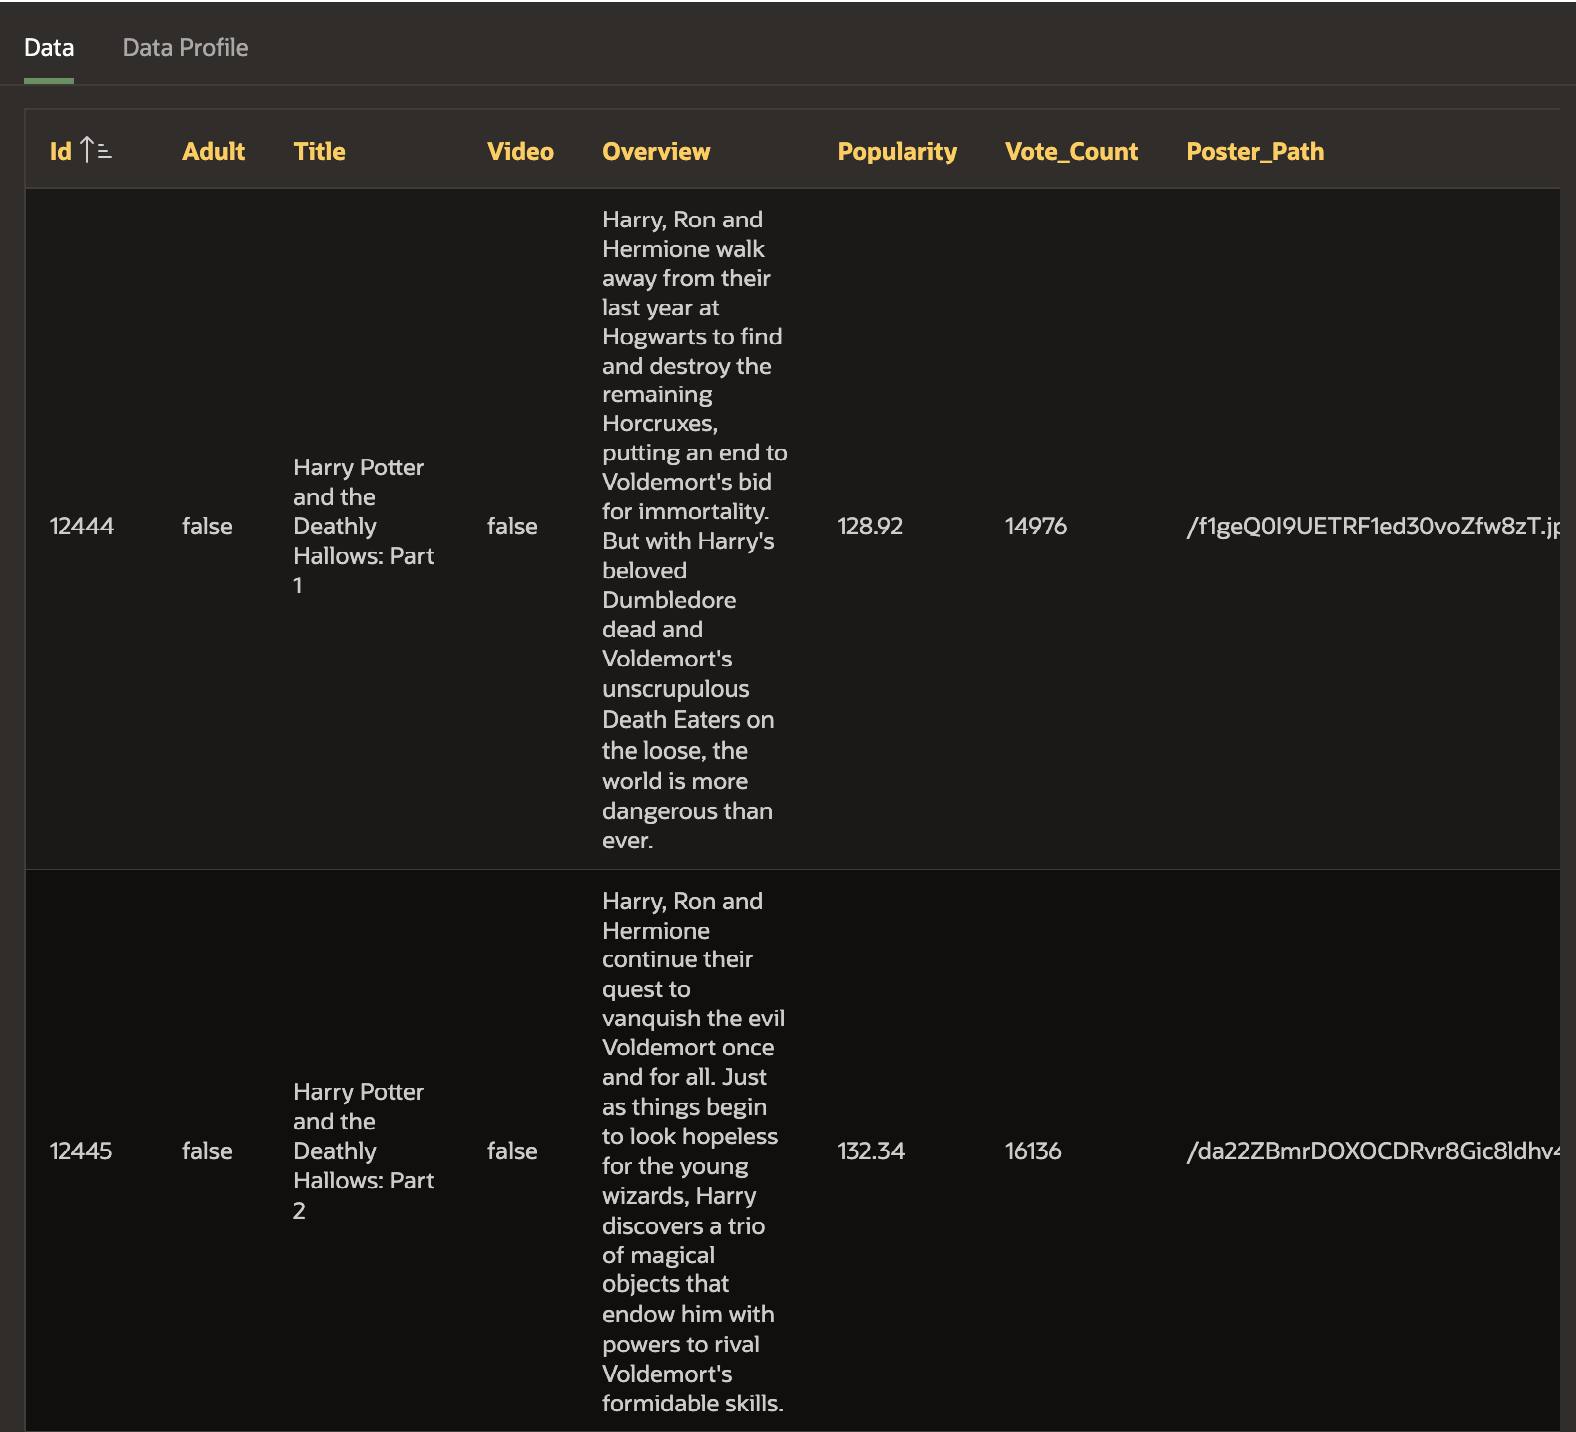 Data Data Profile
Id Adult Title Video Overview Popularity Vote_Count Poster_Path
Harry, Ron and
Hermione walk
away from their
last year at
Hogwarts to find
and destroy the
remaining
Horcruxes,
putting an end to
Voldemort's bid
for immortality.
But with Harry's
beloved
Dumbledore
dead and
Voldemort's
unscrupulous
Death Eaters on
the loose, the
world is more
dangerous than
ever.
12444 false
Harry Potter
and the
Deathly
Hallows: Part
1
false 128.92 14976 /f1geQ0I9UETRF1ed30voZfw8zT.jp
Harry, Ron and
Hermione
continue their
quest to
vanquish the evil
Voldemort once
and for all. Just
as things begin
to look hopeless
for the young
wizards, Harry
discovers a trio
of magical
objects that
endow him with
powers to rival
Voldemort's
formidable skills.
12445 false
Harry Potter
and the
Deathly
Hallows: Part
2
false 132.34 16136 /da22ZBmrDOXOCDRvr8Gic8ldhv4